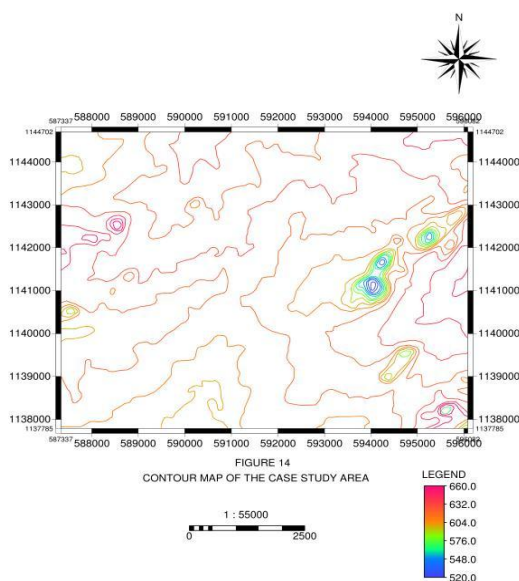 N
587337 596082
588000 589000 590000 591000 592000 593000 594000 595000 596000
1144702 1144702
1144000 1144000
1143000 1143000
1142000 1142000
1141000 1141000
1140000 1140000
1139000 1139000
1138000 1138000
1137785 1137785
587337 596082
588000 589000 590000 591000 592000 593000 594000 595000 596000
FIGURE 14
CONTOUR MAP OF THE CASE STUDY AREA
1 : 55000
0 2500
LEGEND
660.0
632.0
604.0
576.0
548.0
520.0